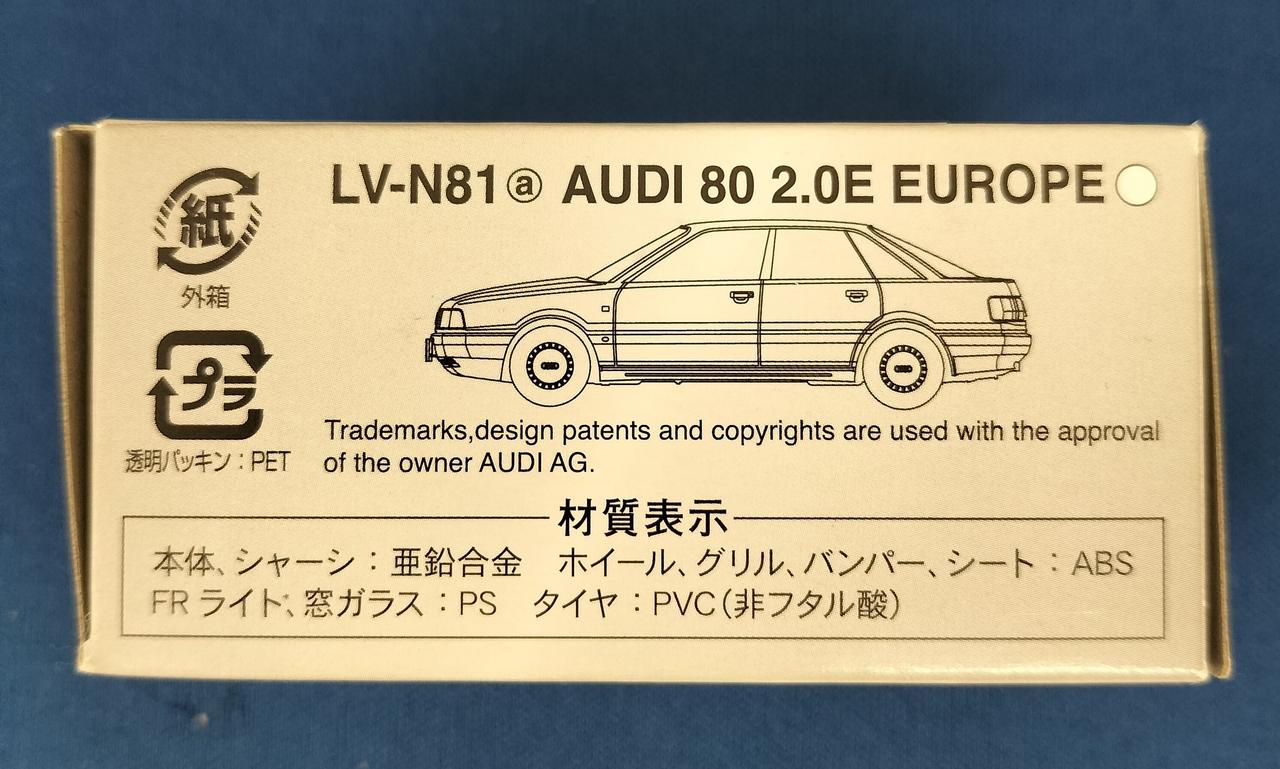 LV-N81ⓐ AUDI 80 2.0E EUROPE
紙
外箱
プラ
透明パッキン：PET
Trademarks,design patents and copyrights are used with the approval
of the owner AUDI AG.
材質表示
本体、シャーシ：亜鉛合金　ホイール、グリル、バンパー、シート：ABS
FRライト、窓ガラス：PS　タイヤ：PVC（非フタル酸）